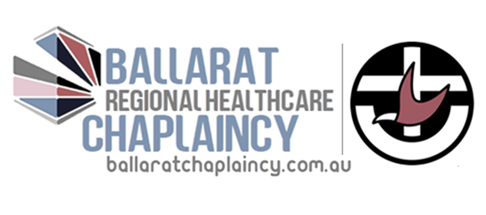 BALLARAT
REGIONAL HEALTHCARE
CHAPLAINCY
ballaratchaplaincy.com.au